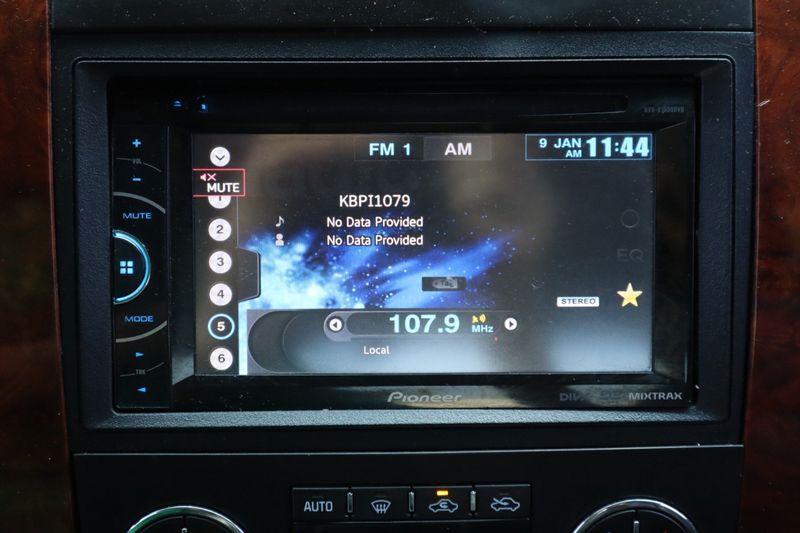 FM 1 AM 9 JAN AM 11:44
VOL
MUTE
MUTE
1
KBPI1079
No Data Provided
2
No Data Provided
EQ
3
4
MODE
STEREO
5
107.9 MHz
6
Local
TRK
Pioneer
MIXTRAX
AUTO